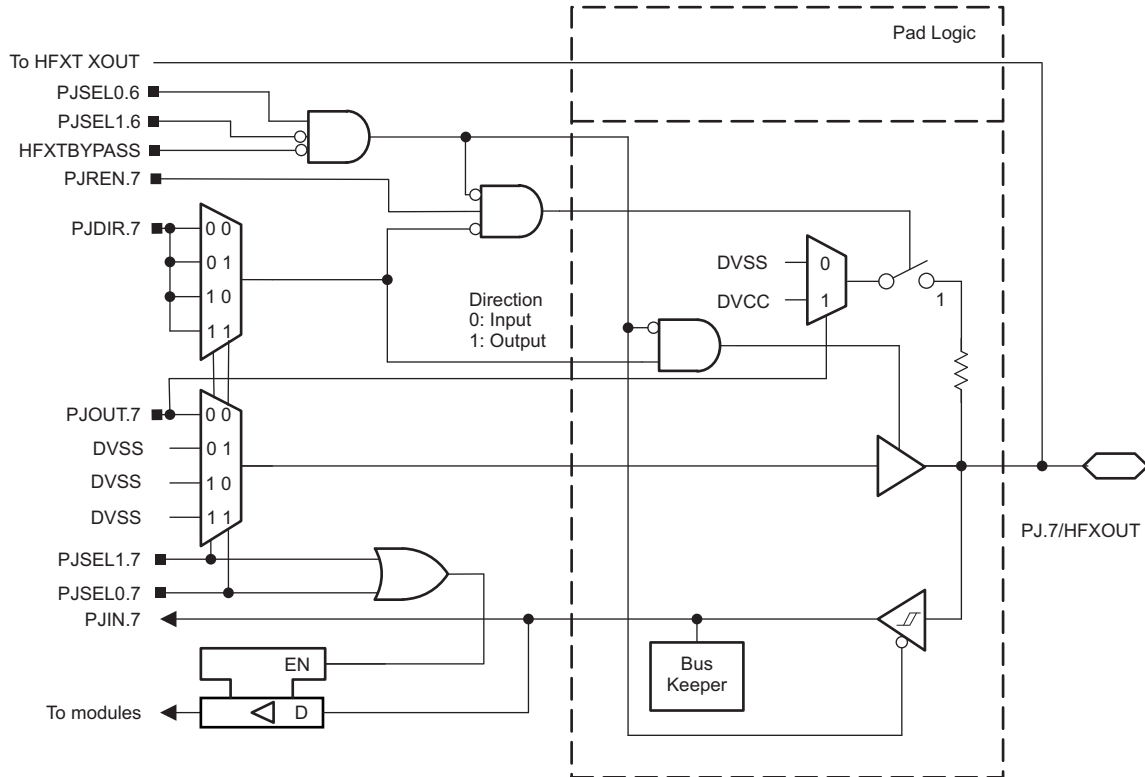 Pad Logic
To HFXT XOUT
PJSEL0.6
PJSEL1.6
HFXTBYPASS
PJREN.7
PJDIR.7
0 0
0 1
1 0
1 1
DVSS
0
DVCC
1
1
Direction
0: Input
1: Output
PJOUT.7
0 0
DVSS
0 1
DVSS
1 0
DVSS
1 1
PJ.7/HFXOUT
PJSEL1.7
PJSEL0.7
PJIN.7
EN
Bus
Keeper
To modules
D